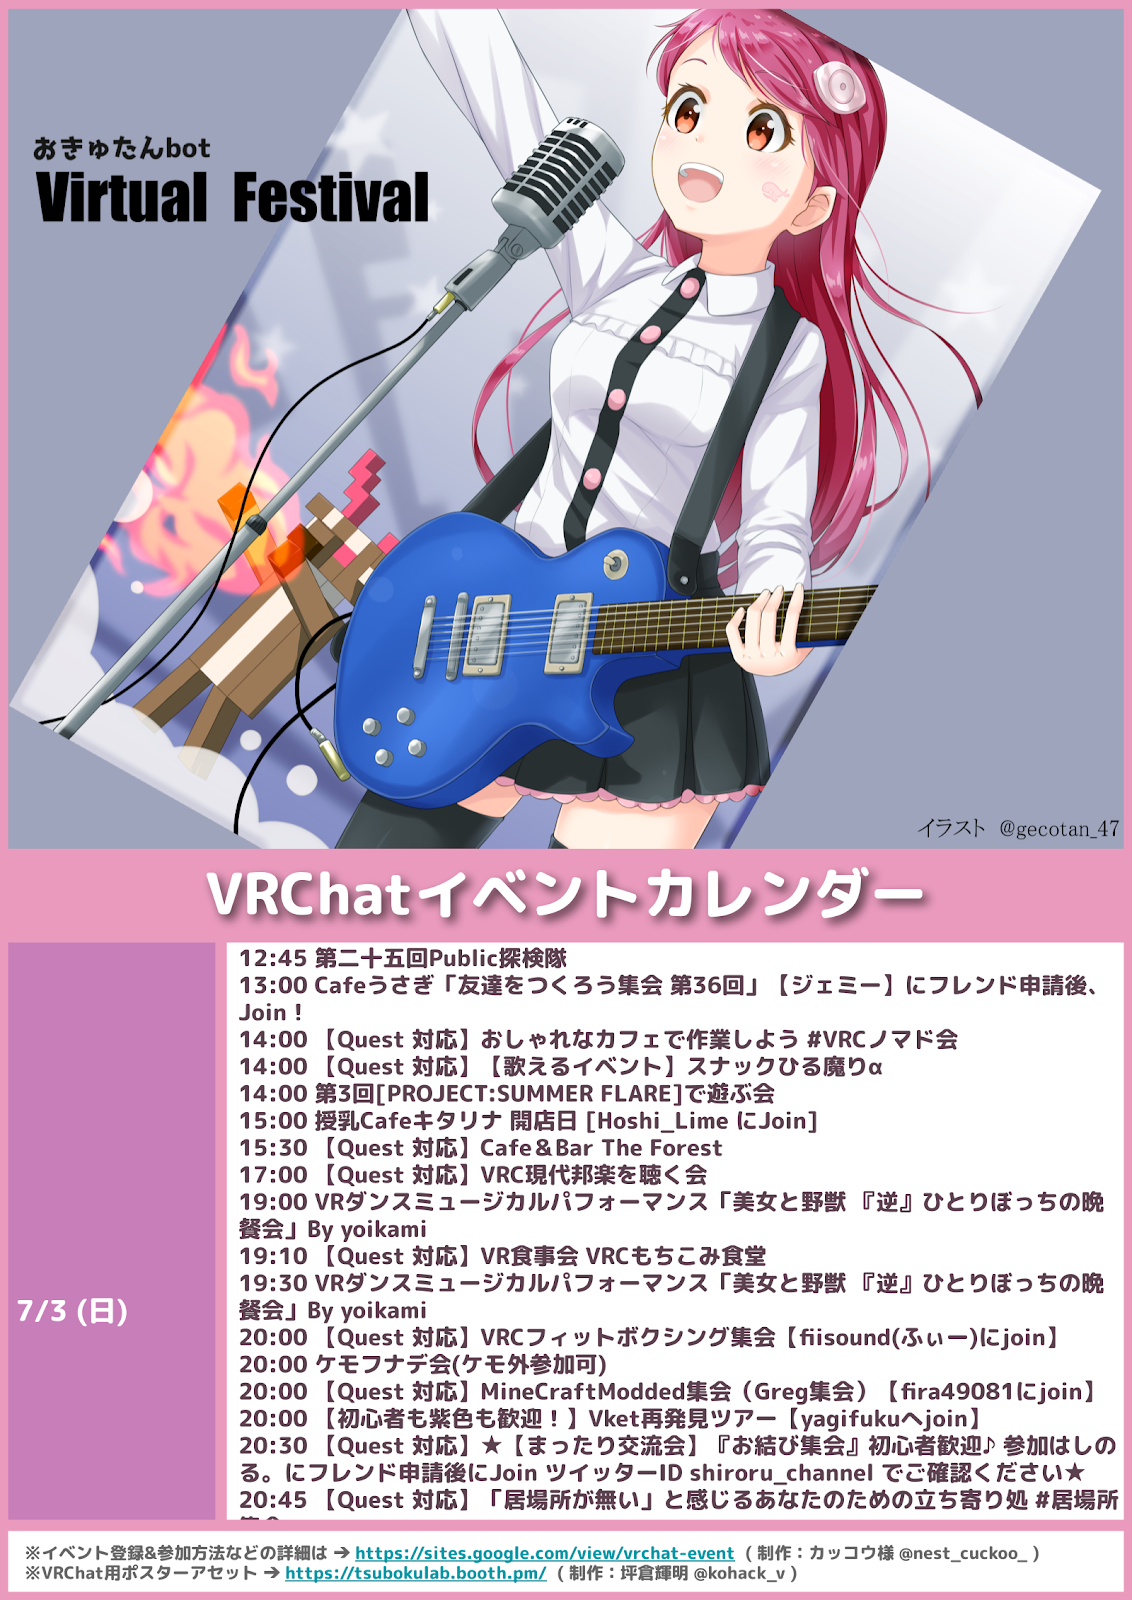 おきゅたんbot
Virtual Festival
イラスト @gecotan_47
VRChatイベントカレンダー
7/3 (日)
12:45 第二十五回Public探検隊
13:00 Cafeうさぎ「友達をつくろう集会 第36回」【ジェミー】にフレンド申請後、
Join！
14:00 【Quest 対応】おしゃれなカフェで作業しよう #VRCノマド会
14:00 【Quest 対応】【歌えるイベント】スナックひる魔りα
14:00 第3回[PROJECT:SUMMER FLARE]で遊ぶ会
15:00 授乳Cafeキタリナ 開店日 [Hoshi_Lime にJoin]
15:30 【Quest 対応】Cafe＆Bar The Forest
17:00 【Quest 対応】VRC現代邦楽を聴く会
19:00 VRダンスミュージカルパフォーマンス「美女と野獣 『逆』ひとりぼっちの晩
餐会」By yoikami
19:10 【Quest 対応】VR食事会 VRCもちこみ食堂
19:30 VRダンスミュージカルパフォーマンス「美女と野獣 『逆』ひとりぼっちの晩
餐会」By yoikami
20:00 【Quest 対応】VRCフィットボクシング集会【fiisound(ふぃー)にjoin】
20:00 ケモフナデ会(ケモ外参加可)
20:00 【Quest 対応】MineCraftModded集会（Greg集会）【fira49081にjoin】
20:00 【初心者も紫色も歓迎！】Vket再発見ツアー【yagifukuへjoin】
20:30 【Quest 対応】★【まったり交流会】『お結び集会』初心者歓迎♪ 参加はしの
る。にフレンド申請後にJoin ツイッターID shiroru_channel でご確認ください★
20:45 【Quest 対応】「居場所が無い」と感じるあなたのための立ち寄り処 #居場所
※イベント登録&参加方法などの詳細は ➔ https://sites.google.com/view/vrchat-event （ 制作：カッコウ様 @nest_cuckoo_ ）
※VRChat用ポスターアセット ➔ https://tsubokulab.booth.pm/ （ 制作：坪倉輝明 @kohack_v ）